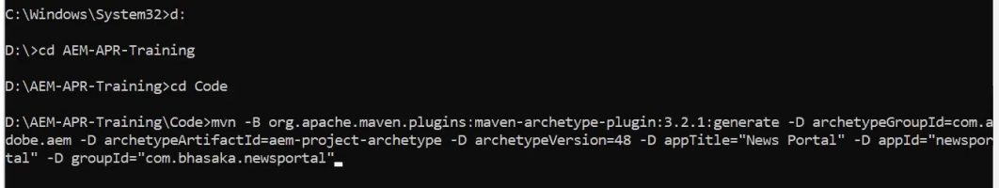 C:\Windows\System32>d:
D:\>cd AEM-APR-Training
D:\AEM-APR-Training>cd Code
D:\AEM-APR-Training\Code>mvn -B org.apache.maven.plugins:maven-archetype-plugin:3.2.1:generate -D archetypeGroupId=com.a
dobe.aem -D archetypeArtifactId=aem-project-archetype -D archetypeVersion=48 -D appTitle="News Portal" -D appId="newspor
tal" -D groupId="com.bhasaka.newsportal"